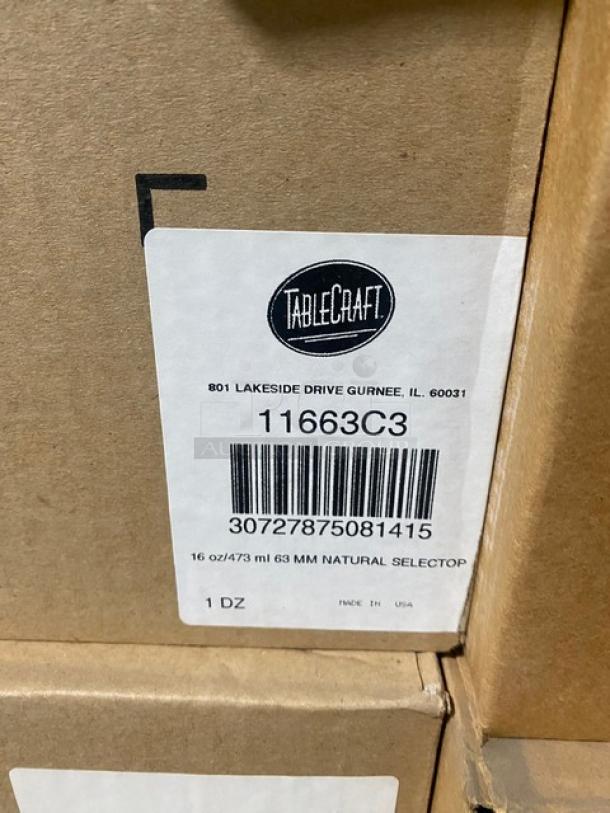 TABLECRAFT
801 LAKESIDE DRIVE GURNEE, IL. 60031
11663C3
30727875081415
16 oz/473 ml 63 MM NATURAL SELECTOP
1 DZ MADE IN USA